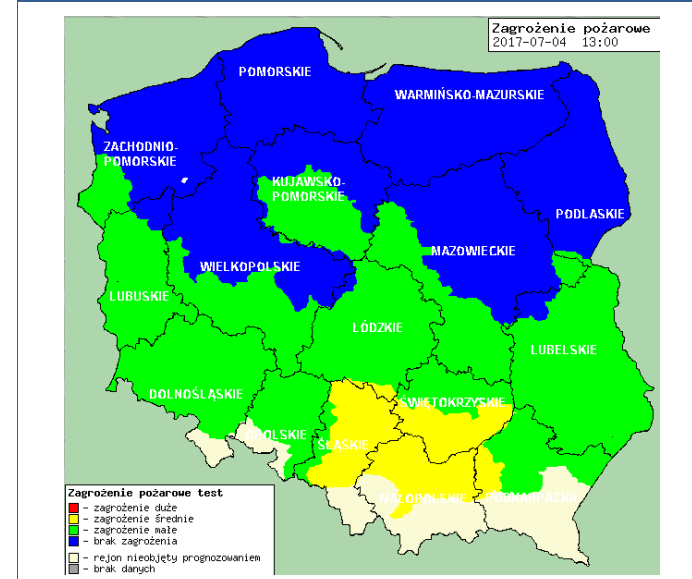 Zagrożenie pożarowe
2017-07-04 13:00
POMORSKIE
WARMIŃSKO-MAZURSKIE
ZACHODNIO-
POMORSKIE
KUJAWSKO-
POMORSKIE
PODLASKIE
MAZOWIECKIE
WIELKOPOLSKIE
LUBUSKIE
ŁÓDZKIE
LUBELSKIE
DOLNOŚLĄSKIE
ŚWIĘTOKRZYSKIE
OPOLSKIE
ŚLĄSKIE
MAŁOPOLSKIE
PODKARPACKIE
Zagrożenie pożarowe test
- zagrożenie duże
- zagrożenie średnie
- zagrożenie małe
- brak zagrożenia
- rejon nieobjęty prognozowaniem
- brak danych